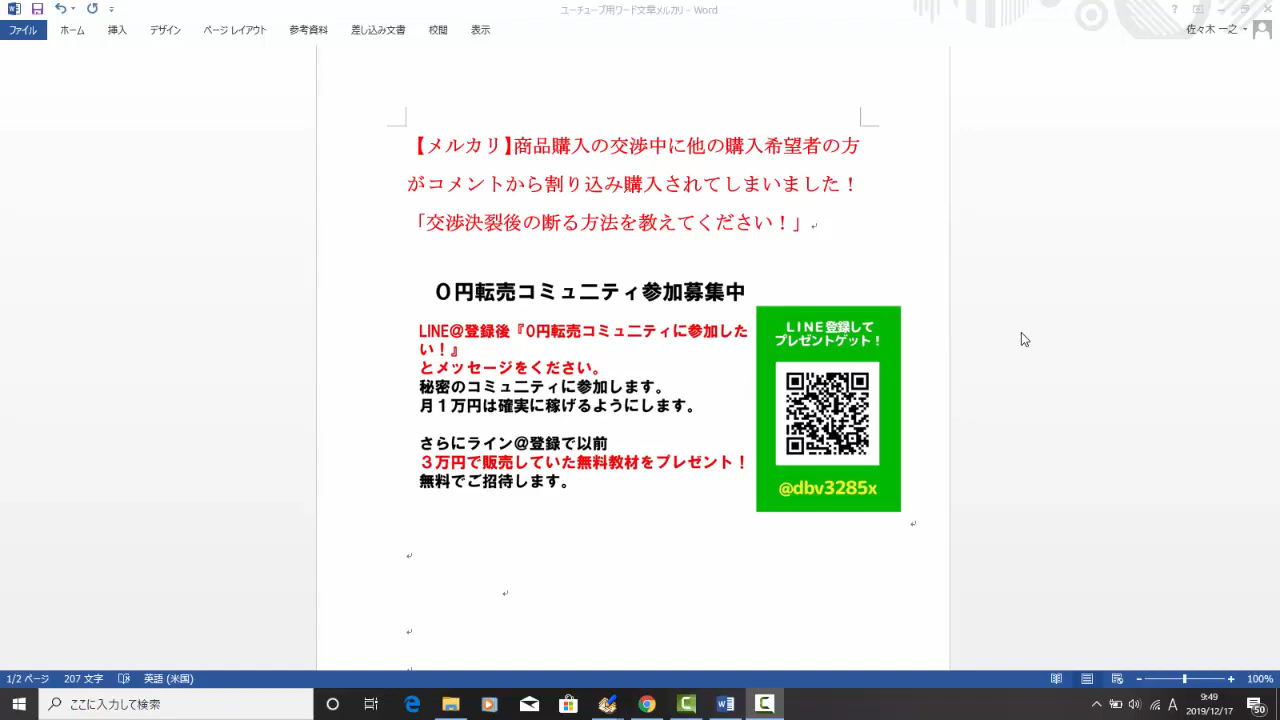 ユーチューブ用ワード文章メルカリ - Word
ファイル ホーム 挿入 デザイン ページ レイアウト 参考資料 差し込み文書 校閲 表示 佐々木 一之
【メルカリ】商品購入の交渉中に他の購入希望者の方
がコメントから割り込み購入されてしまいました！
「交渉決裂後の断る方法を教えてください！」
０円転売コミュニティ参加募集中
LINE@登録後『0円転売コミュニティに参加した
い！』
とメッセージをください。
秘密のコミュニティに参加します。
月１万円は確実に稼げるようにします。
さらにライン@登録で以前
３万円で販売していた無料教材をプレゼント！
無料でご招待します。
LINE登録して
プレゼントゲット！
@dbv3285x
1/2 ページ 207 文字 英語 (米国) 100%
ここに入力して検索
A 9:49
2019/12/17
50